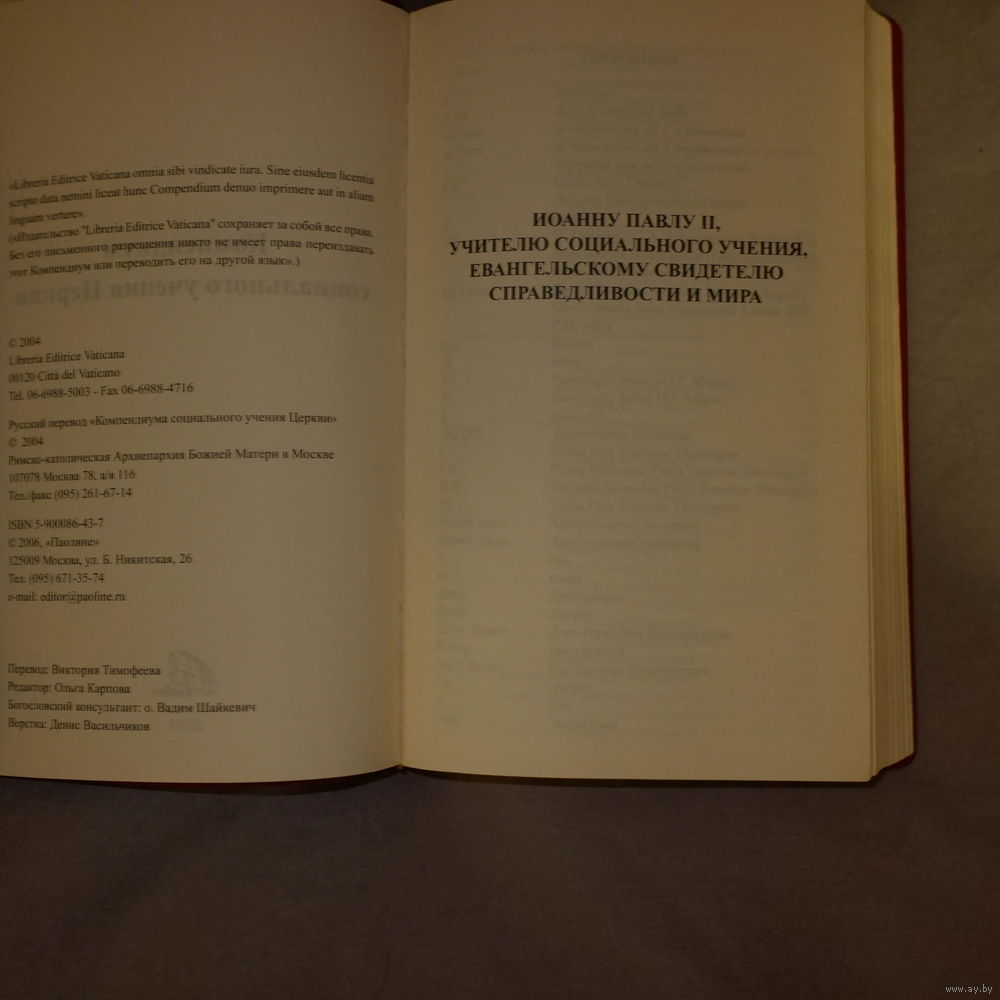 «Libreria Editrice Vaticana omnia sibi vindicate iura. Sine eiusdem licentia
scripto data nemini liceat hunc Compendium denuo imprimere aut in aliam
linguam vertere».
(«Издательство "Libreria Editrice Vaticana" сохраняет за собой все права.
Без его письменного разрешения никто не имеет права переиздавать
этот Компендиум или переводить его на другой язык».)
социального учения Церкви
© 2004
Libreria Editrice Vaticana
00120 Città del Vaticano
Tel. 06-6988-5003 - Fax 06-6988-4716
Русский перевод «Компендиума социального учения Церкви»
© 2004
Римско-католическая Архиепархия Божией Матери в Москве
107078 Москва 78, а/я 116
Тел./факс (095) 261-67-14
ISBN 5-900086-43-7
© 2006, «Паолине»
125009 Москва, ул. Б. Никитская, 26
Тел. (095) 671-35-74
e-mail: editor@paoline.ru
Перевод: Виктория Тимофеева
Редактор: Ольга Карпова
Богословский консультант: о. Вадим Шайкевич
Верстка: Денис Васильчиков
ИОАННУ ПАВЛУ II,
УЧИТЕЛЮ СОЦИАЛЬНОГО УЧЕНИЯ,
ЕВАНГЕЛЬСКОМУ СВИДЕТЕЛЮ
СПРАВЕДЛИВОСТИ И МИРА
www.ay.by